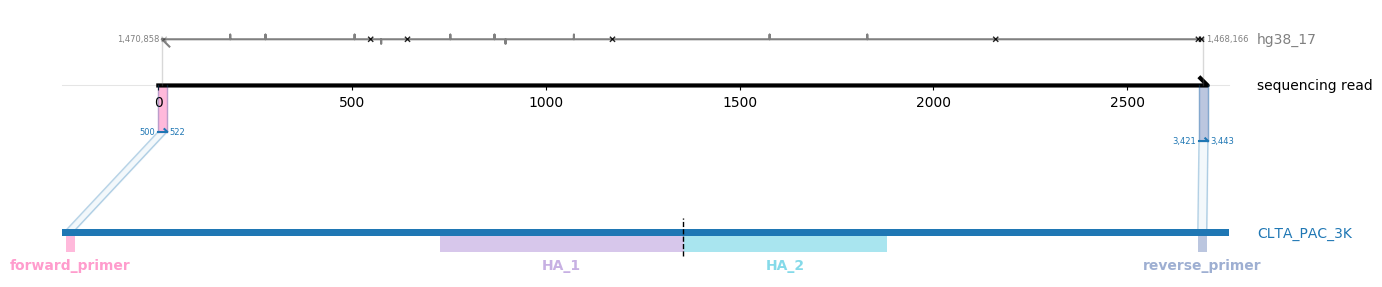 1,470,858
1,468,166 hg38_17
sequencing read
0 500 1000 1500 2000 2500
500 522
3,421 3,443
CLTA_PAC_3K
forward_primer HA_1 HA_2 reverse_primer